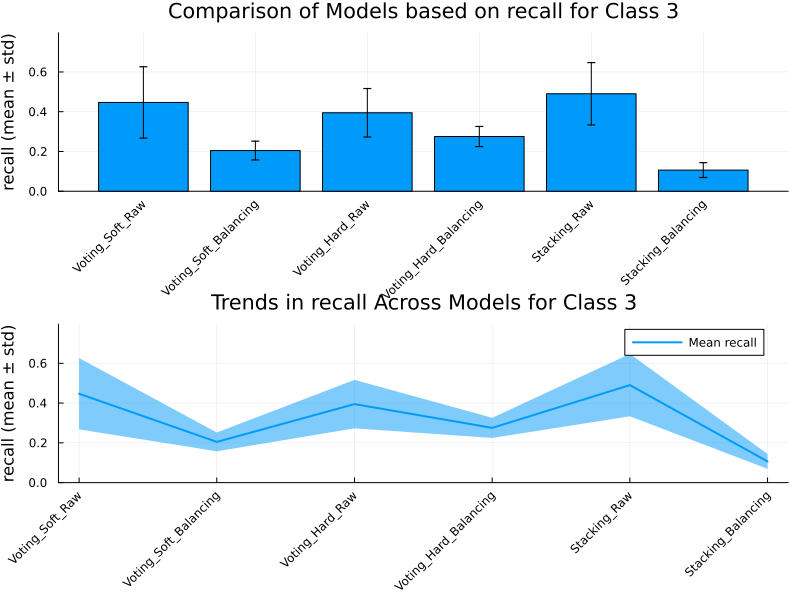 Comparison of Models based on recall for Class 3
recall (mean ± std)
0.6
0.4
0.2
0.0
Voting_Soft_Raw
Voting_Soft_Balancing
Voting_Hard_Raw
Voting_Hard_Balancing
Stacking_Raw
Stacking_Balancing
Trends in recall Across Models for Class 3
recall (mean ± std)
Mean recall
0.6
0.4
0.2
0.0
Voting_Soft_Raw
Voting_Soft_Balancing
Voting_Hard_Raw
Voting_Hard_Balancing
Stacking_Raw
Stacking_Balancing